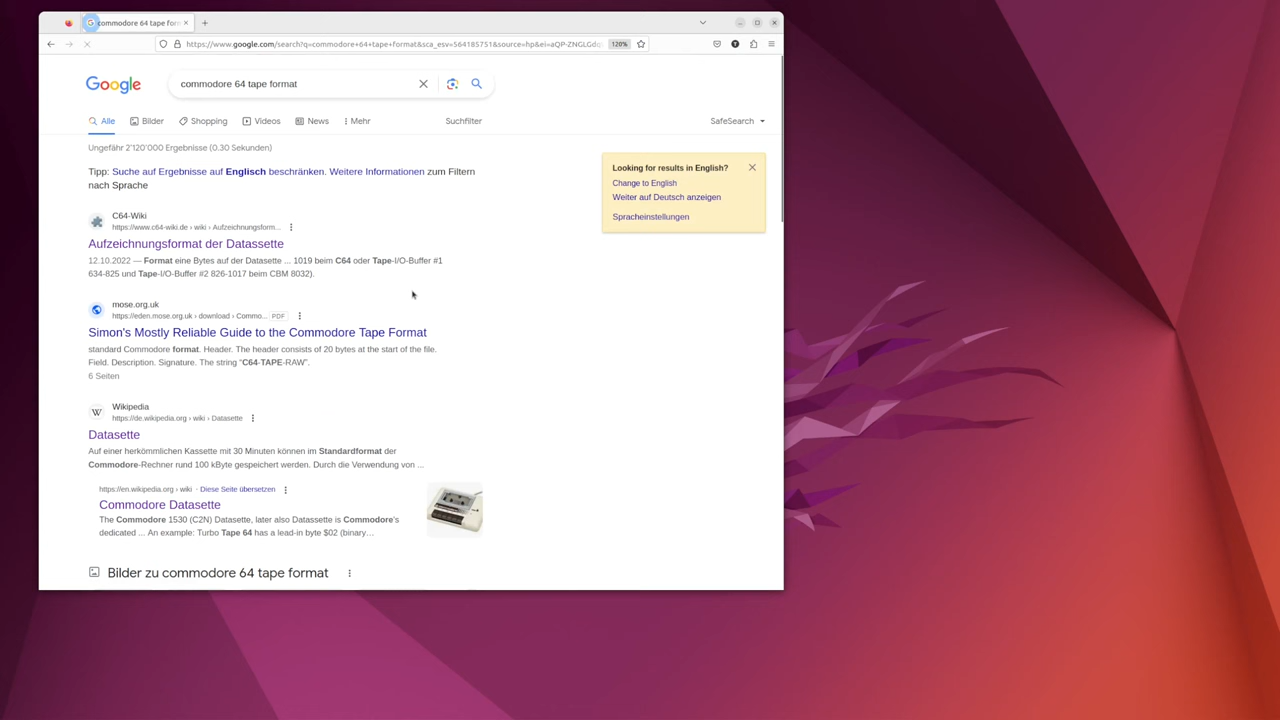 commodore 64 tape form
https://www.google.com/search?q=commodore+64+tape+format&sca_esv=564185751&source=hp&ei=aQP-ZNGLGdq
120%
Google
commodore 64 tape format
Alle Bilder Shopping Videos News Mehr Suchfilter SafeSearch
Ungefähr 2'120'000 Ergebnisse (0.30 Sekunden)
Tipp: Suche auf Ergebnisse auf Englisch beschränken. Weitere Informationen zum Filtern
nach Sprache
Looking for results in English?
Change to English
Weiter auf Deutsch anzeigen
Spracheinstellungen
C64-Wiki
https://www.c64-wiki.de › wiki › Aufzeichnungsform...
Aufzeichnungsformat der Datassette
12.10.2022 — Format eine Bytes auf der Datasette ... 1019 beim C64 oder Tape-I/O-Buffer #1
634-825 und Tape-I/O-Buffer #2 826-1017 beim CBM 8032).
mose.org.uk
https://eden.mose.org.uk › download › Commo... PDF
Simon's Mostly Reliable Guide to the Commodore Tape Format
standard Commodore format. Header. The header consists of 20 bytes at the start of the file.
Field. Description. Signature. The string “C64-TAPE-RAW”.
6 Seiten
W
Wikipedia
https://de.wikipedia.org › wiki › Datasette
Datasette
Auf einer herkömmlichen Kassette mit 30 Minuten können im Standardformat der
Commodore-Rechner rund 100 kByte gespeichert werden. Durch die Verwendung von ...
https://en.wikipedia.org › wiki · Diese Seite übersetzen
Commodore Datasette
The Commodore 1530 (C2N) Datasette, later also Datassette is Commodore's
dedicated ... An example: Turbo Tape 64 has a lead-in byte $02 (binary…
Bilder zu commodore 64 tape format